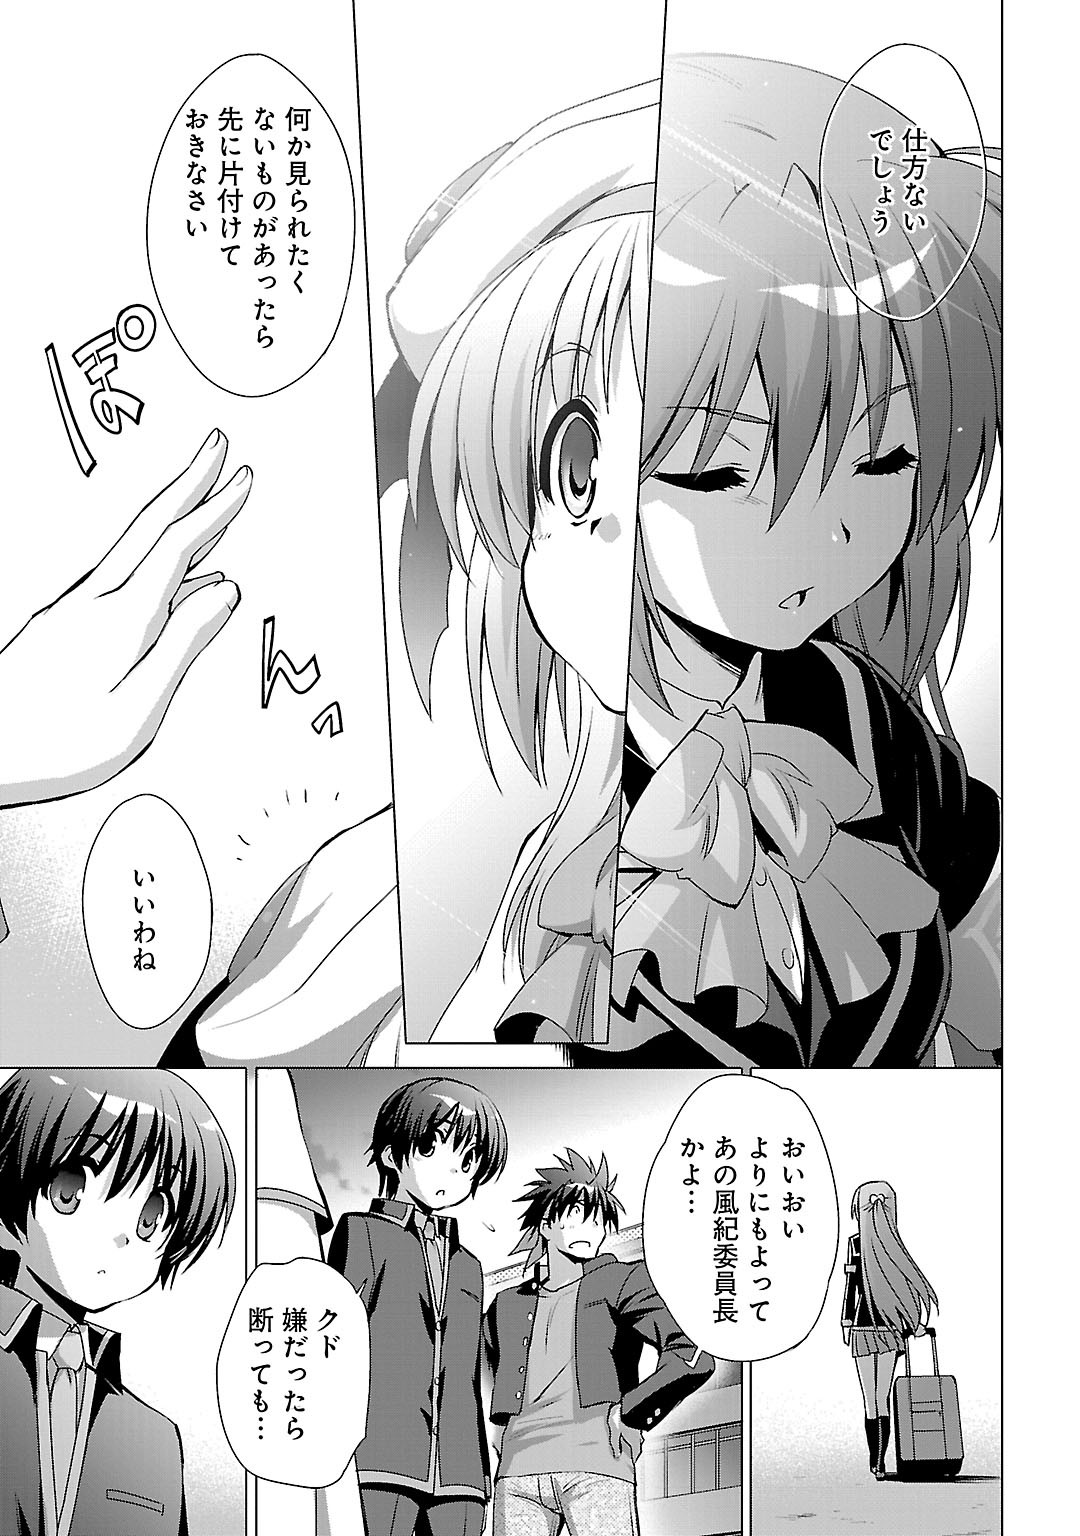 仕方ない
でしょう
何か見られたく
ないものがあったら
先に片付けて
おきなさい
ぽ
んっ
いいわね
おいおい
よりにもよって
あの風紀委員長
かよ…
クド
嫌だったら
断っても…